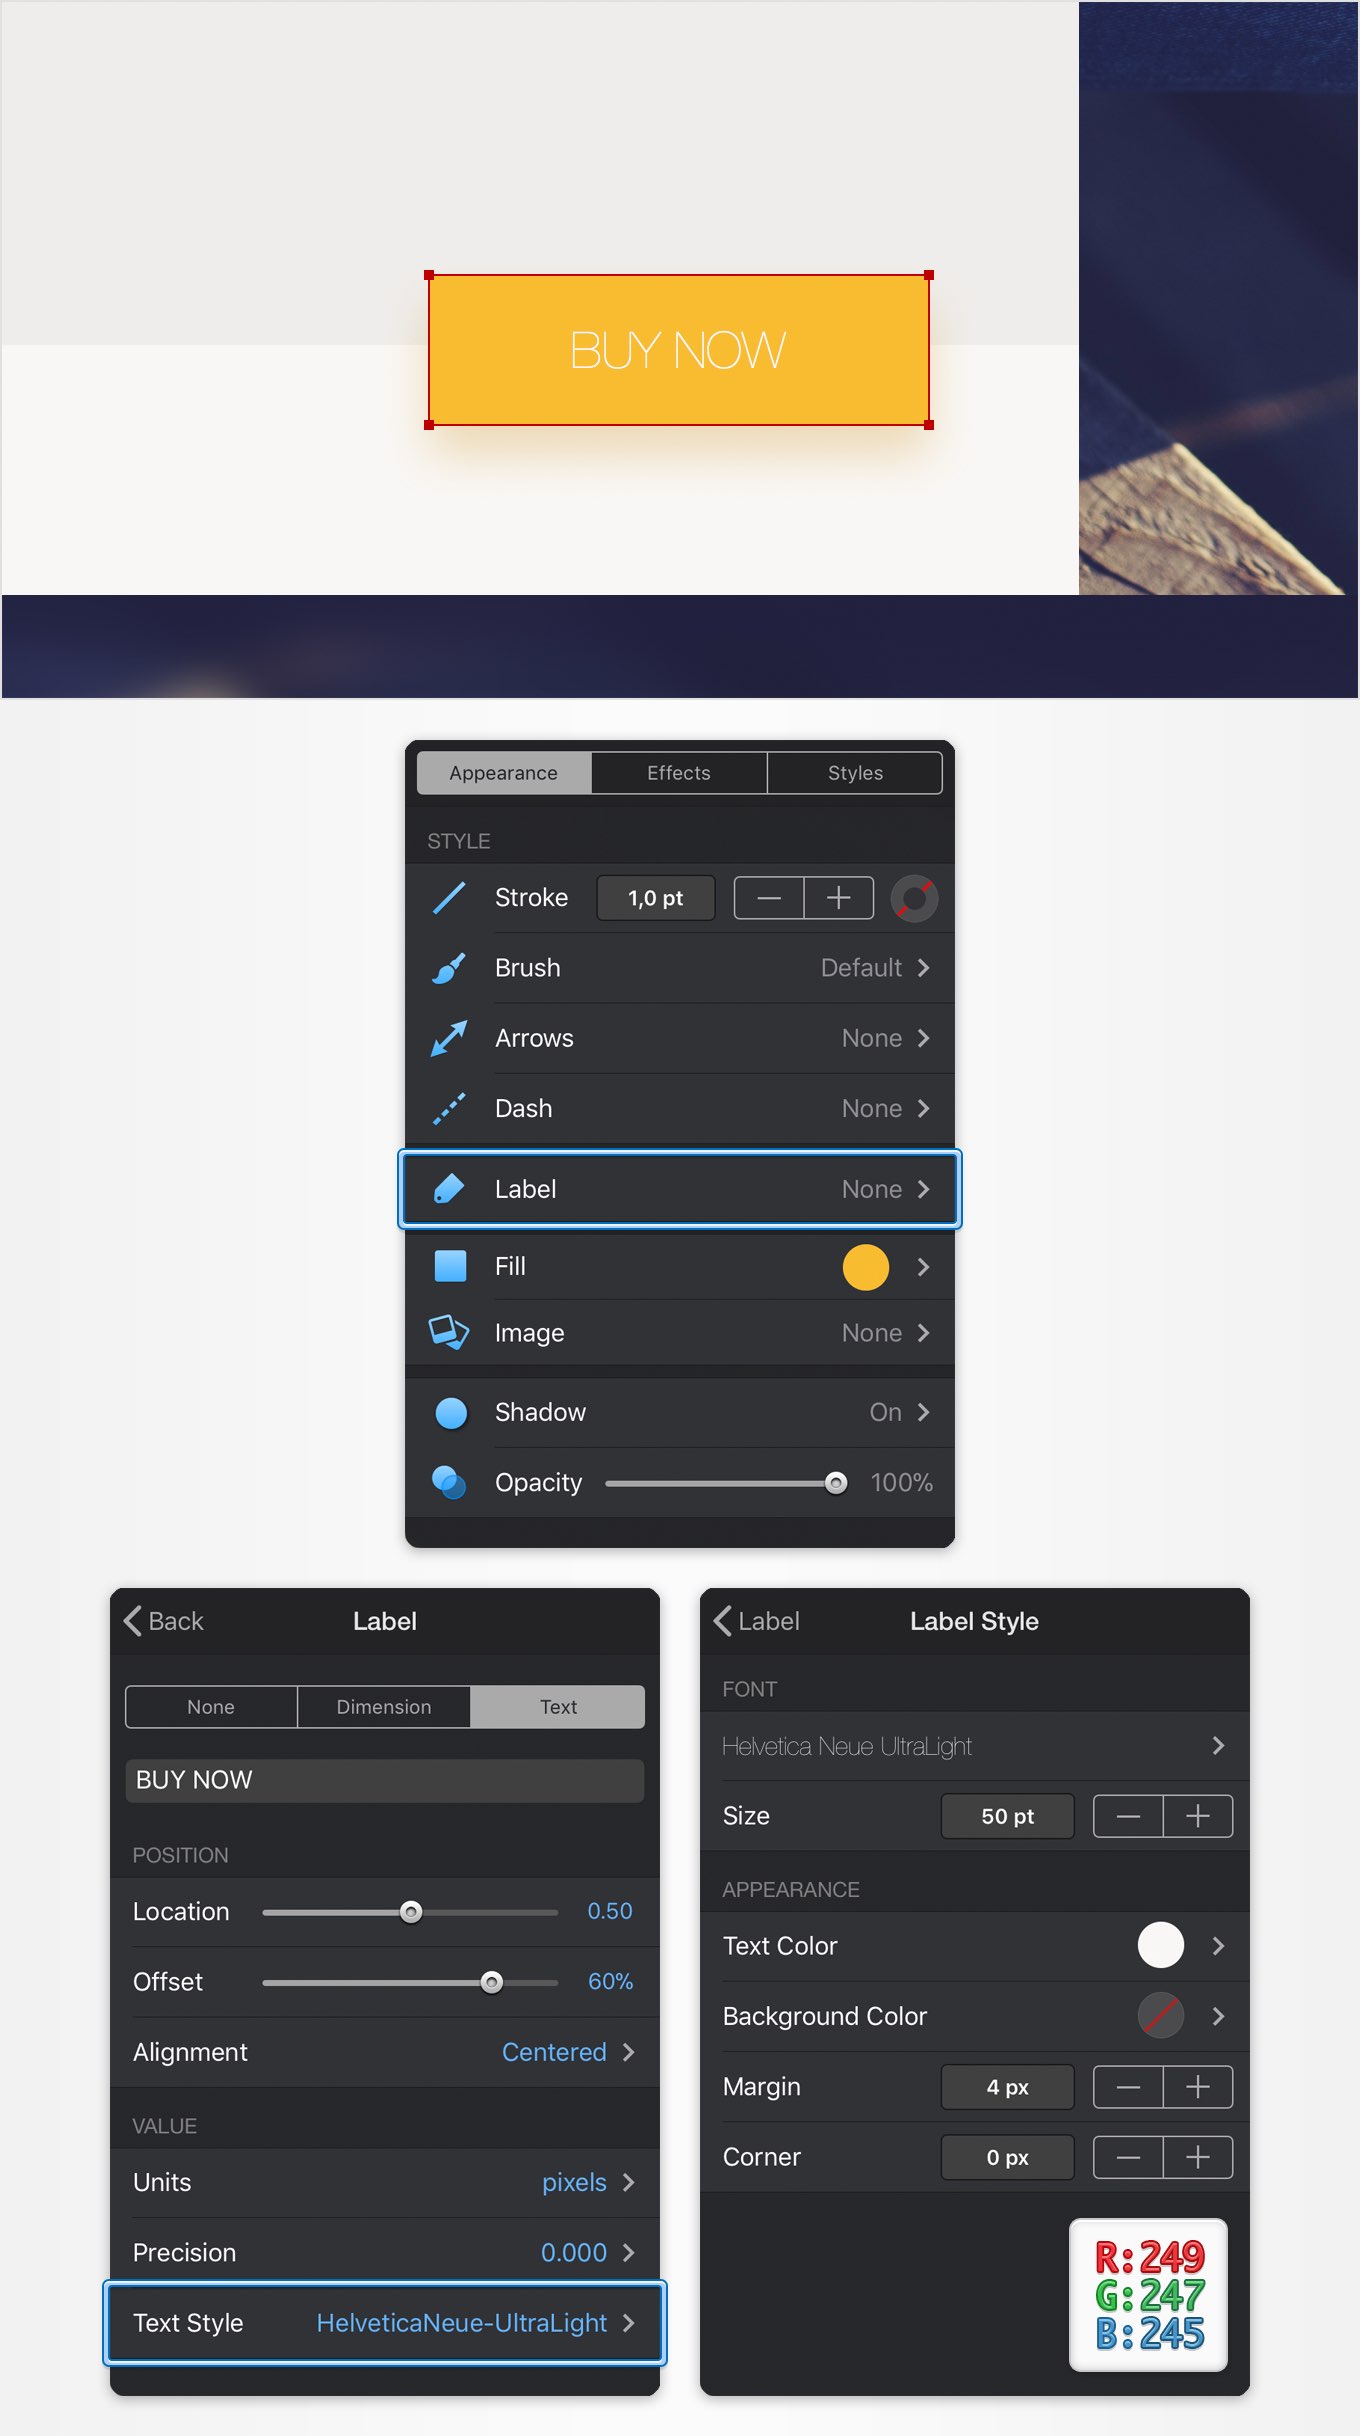 BUY NOW
Appearance Effects Styles
STYLE
Stroke 1,0 pt
Brush Default
Arrows None
Dash None
Label None
Fill
Image None
Shadow On
Opacity 100%
Back Label
None Dimension Text
BUY NOW
POSITION
Location 0.50
Offset 60%
Alignment Centered
VALUE
Units pixels
Precision 0.000
Text Style HelveticaNeue-UltraLight
Label Label Style
FONT
Helvetica Neue UltraLight
Size 50 pt
APPEARANCE
Text Color
Background Color
Margin 4 px
Corner 0 px
R:249
G:247
B:245